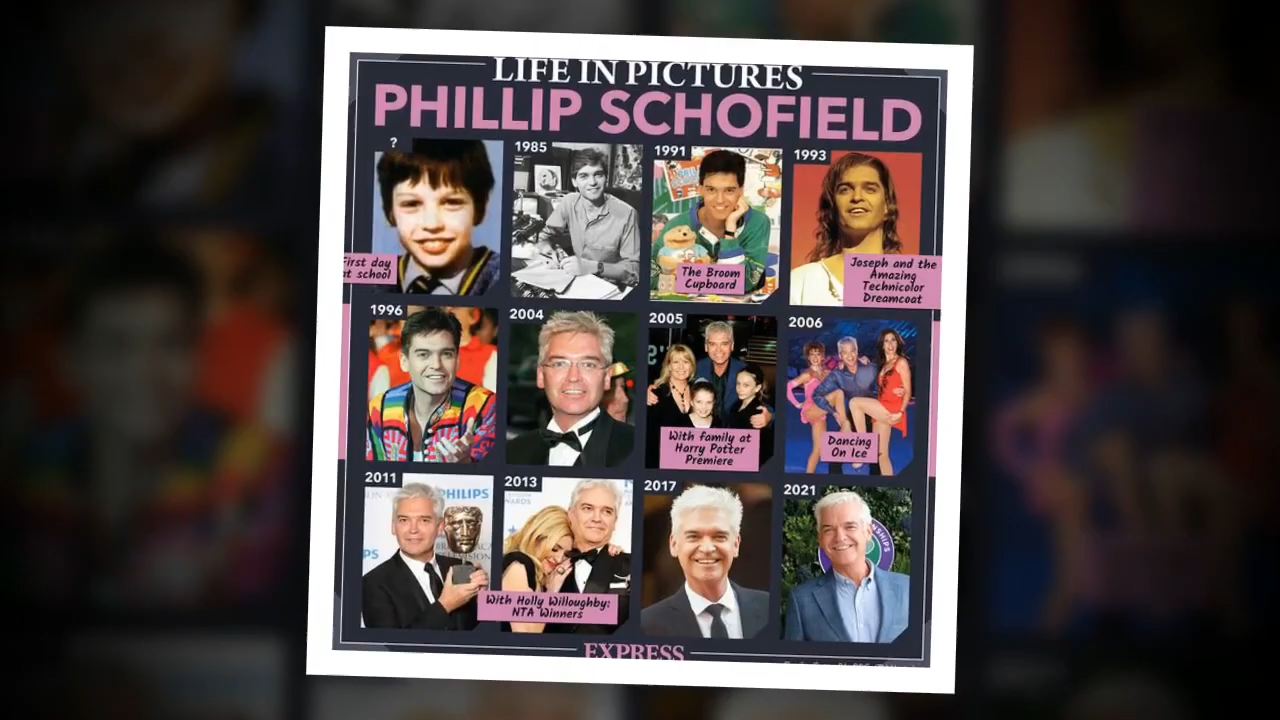 LIFE IN PICTURES
PHILLIP SCHOFIELD
?
1985
1991
1993
First day
at school
The Broom
Cupboard
Joseph and the
Amazing
Technicolor
Dreamcoat
1996
2004
2005
2006
With family at
Harry Potter
Premiere
Dancing
On Ice
2011
2013
2017
2021
PHILIPS
With Holly Willoughby:
NTA Winners
EXPRESS